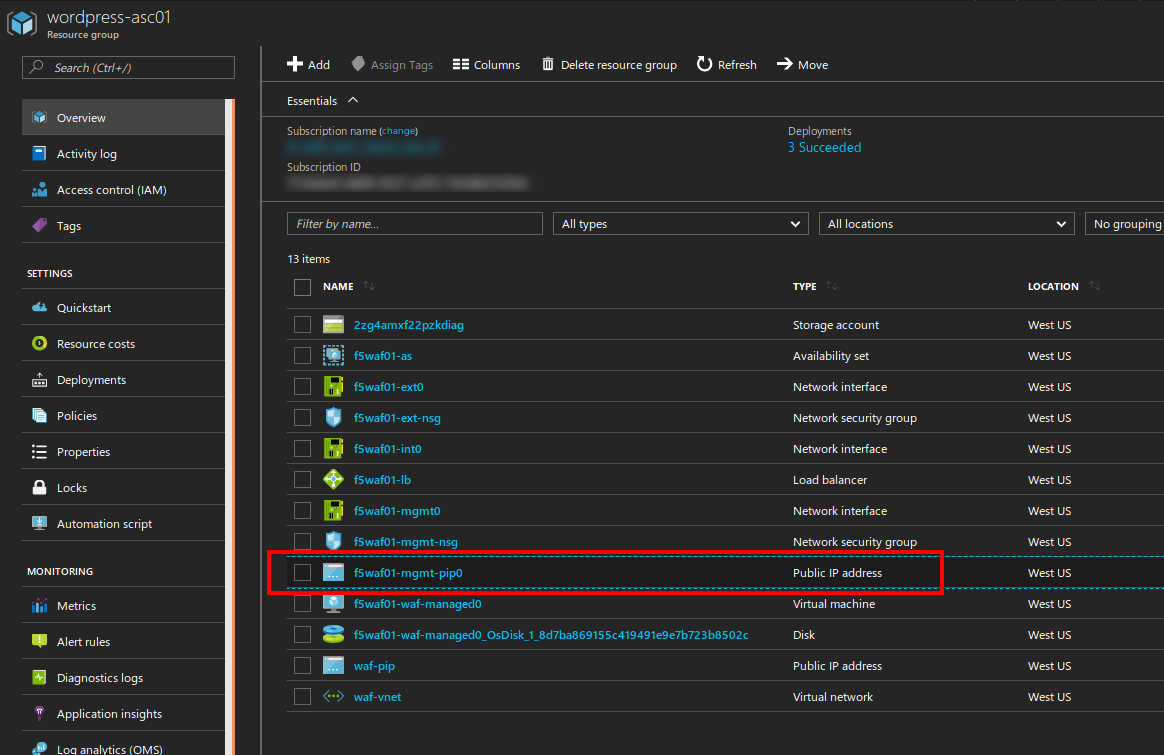 wordpress-asc01
Resource group
Search (Ctrl+/)
Overview
Activity log
Access control (IAM)
Tags
SETTINGS
Quickstart
Resource costs
Deployments
Policies
Properties
Locks
Automation script
MONITORING
Metrics
Alert rules
Diagnostics logs
Application insights
Log analytics (OMS)
Add Assign Tags Columns Delete resource group Refresh Move
Essentials
Subscription name (change) Deployments
3 Succeeded
Subscription ID
Filter by name... All types All locations No grouping
13 items
NAME TYPE LOCATION
2zg4amxf22pzkdiag Storage account West US
f5waf01-as Availability set West US
f5waf01-ext0 Network interface West US
f5waf01-ext-nsg Network security group West US
f5waf01-int0 Network interface West US
f5waf01-lb Load balancer West US
f5waf01-mgmt0 Network interface West US
f5waf01-mgmt-nsg Network security group West US
f5waf01-mgmt-pip0 Public IP address West US
f5waf01-waf-managed0 Virtual machine West US
f5waf01-waf-managed0_OsDisk_1_8d7ba869155c419491e9e7b723b8502c Disk West US
waf-pip Public IP address West US
waf-vnet Virtual network West US